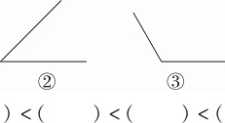 ② ③
) < ( ) < ( ) < (